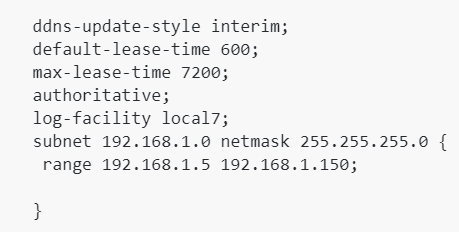 ddns-update-style interim;
default-lease-time 600;
max-lease-time 7200;
authoritative;
log-facility local7;
subnet 192.168.1.0 netmask 255.255.255.0 {
range 192.168.1.5 192.168.1.150;
}